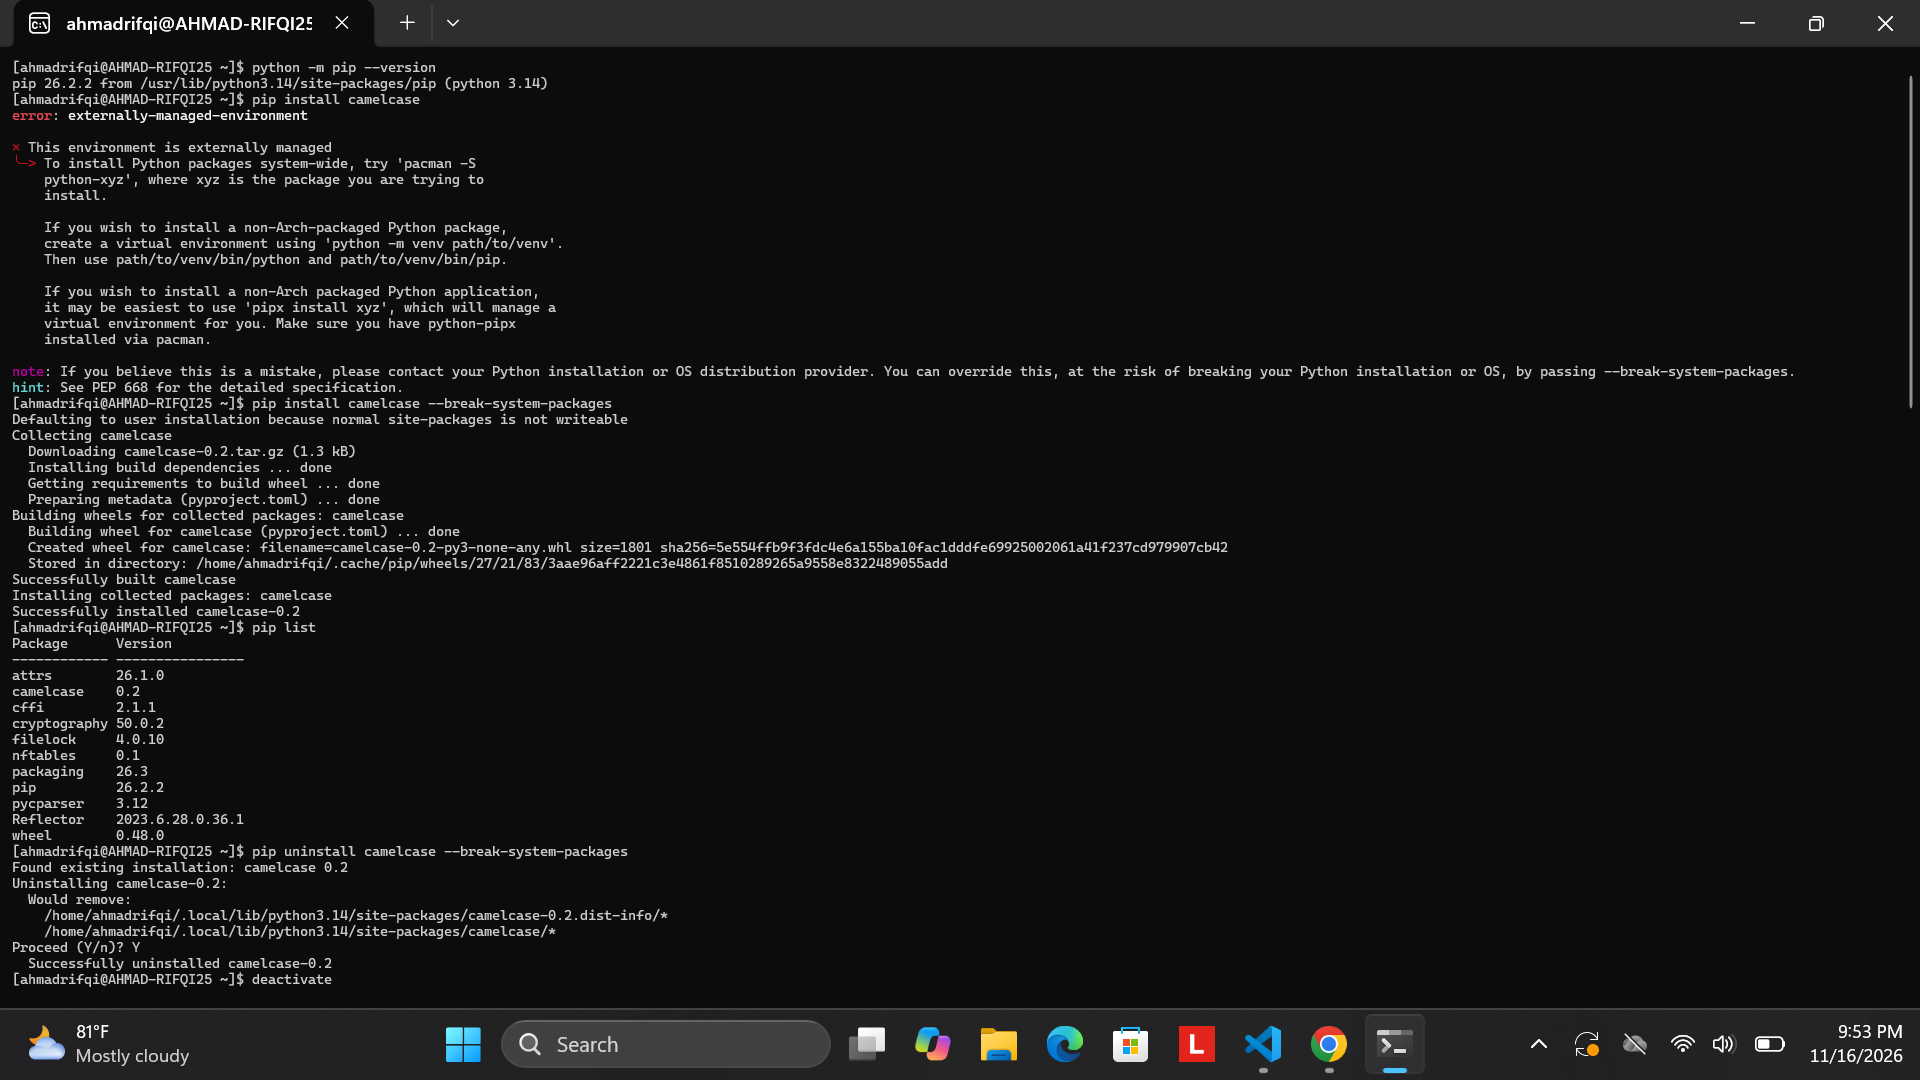 ahmadrifqi@AHMAD-RIFQI25
[ahmadrifqi@AHMAD-RIFQI25 ~]$ python -m pip --version
pip 26.2.2 from /usr/lib/python3.14/site-packages/pip (python 3.14)
[ahmadrifqi@AHMAD-RIFQI25 ~]$ pip install camelcase
error: externally-managed-environment
× This environment is externally managed
╰─> To install Python packages system-wide, try 'pacman -S
python-xyz', where xyz is the package you are trying to
install.
If you wish to install a non-Arch-packaged Python package,
create a virtual environment using 'python -m venv path/to/venv'.
Then use path/to/venv/bin/python and path/to/venv/bin/pip.
If you wish to install a non-Arch packaged Python application,
it may be easiest to use 'pipx install xyz', which will manage a
virtual environment for you. Make sure you have python-pipx
installed via pacman.
note: If you believe this is a mistake, please contact your Python installation or OS distribution provider. You can override this, at the risk of breaking your Python installation or OS, by passing --break-system-packages.
hint: See PEP 668 for the detailed specification.
[ahmadrifqi@AHMAD-RIFQI25 ~]$ pip install camelcase --break-system-packages
Defaulting to user installation because normal site-packages is not writeable
Collecting camelcase
Downloading camelcase-0.2.tar.gz (1.3 kB)
Installing build dependencies ... done
Getting requirements to build wheel ... done
Preparing metadata (pyproject.toml) ... done
Building wheels for collected packages: camelcase
Building wheel for camelcase (pyproject.toml) ... done
Created wheel for camelcase: filename=camelcase-0.2-py3-none-any.whl size=1801 sha256=5e554ffb9f3fdc4e6a155ba10fac1dddfe69925002061a41f237cd979907cb42
Stored in directory: /home/ahmadrifqi/.cache/pip/wheels/27/21/83/3aae96aff2221c3e4861f8510289265a9558e8322489055add
Successfully built camelcase
Installing collected packages: camelcase
Successfully installed camelcase-0.2
[ahmadrifqi@AHMAD-RIFQI25 ~]$ pip list
Package Version
------------ ----------------
attrs 26.1.0
camelcase 0.2
cffi 2.1.1
cryptography 50.0.2
filelock 4.0.10
nftables 0.1
packaging 26.3
pip 26.2.2
pycparser 3.12
Reflector 2023.6.28.0.36.1
wheel 0.48.0
[ahmadrifqi@AHMAD-RIFQI25 ~]$ pip uninstall camelcase --break-system-packages
Found existing installation: camelcase 0.2
Uninstalling camelcase-0.2:
Would remove:
/home/ahmadrifqi/.local/lib/python3.14/site-packages/camelcase-0.2.dist-info/*
/home/ahmadrifqi/.local/lib/python3.14/site-packages/camelcase/*
Proceed (Y/n)? Y
Successfully uninstalled camelcase-0.2
[ahmadrifqi@AHMAD-RIFQI25 ~]$ deactivate
81°F
Mostly cloudy
Search
L
9:53 PM
11/16/2026